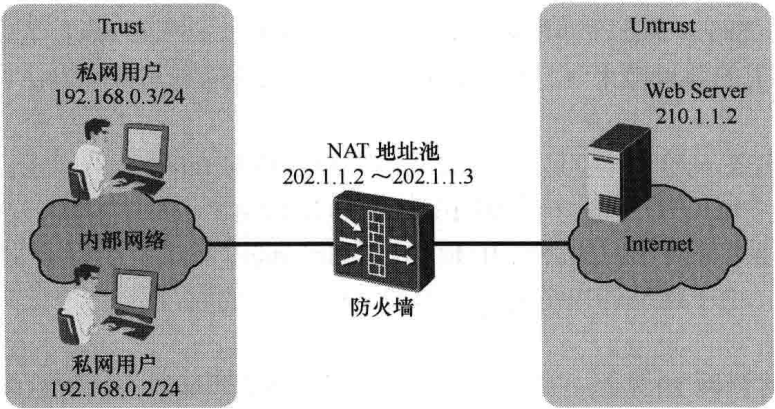 Trust
私网用户
192.168.0.3/24
内部网络
私网用户
192.168.0.2/24
NAT 地址池
202.1.1.2 ～202.1.1.3
防火墙
Untrust
Web Server
210.1.1.2
Internet